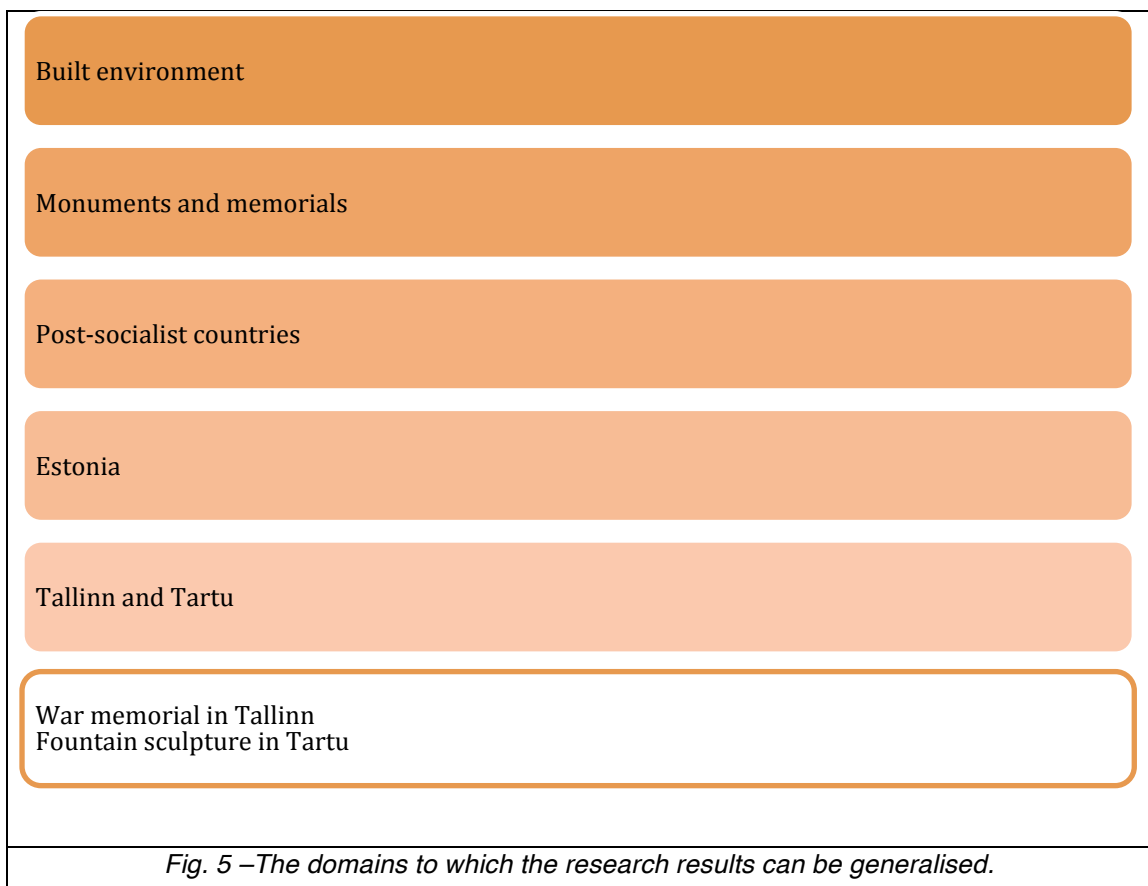 Built environment
Monuments and memorials
Post-socialist countries
Estonia
Tallinn and Tartu
War memorial in Tallinn
Fountain sculpture in Tartu
Fig. 5 –The domains to which the research results can be generalised.